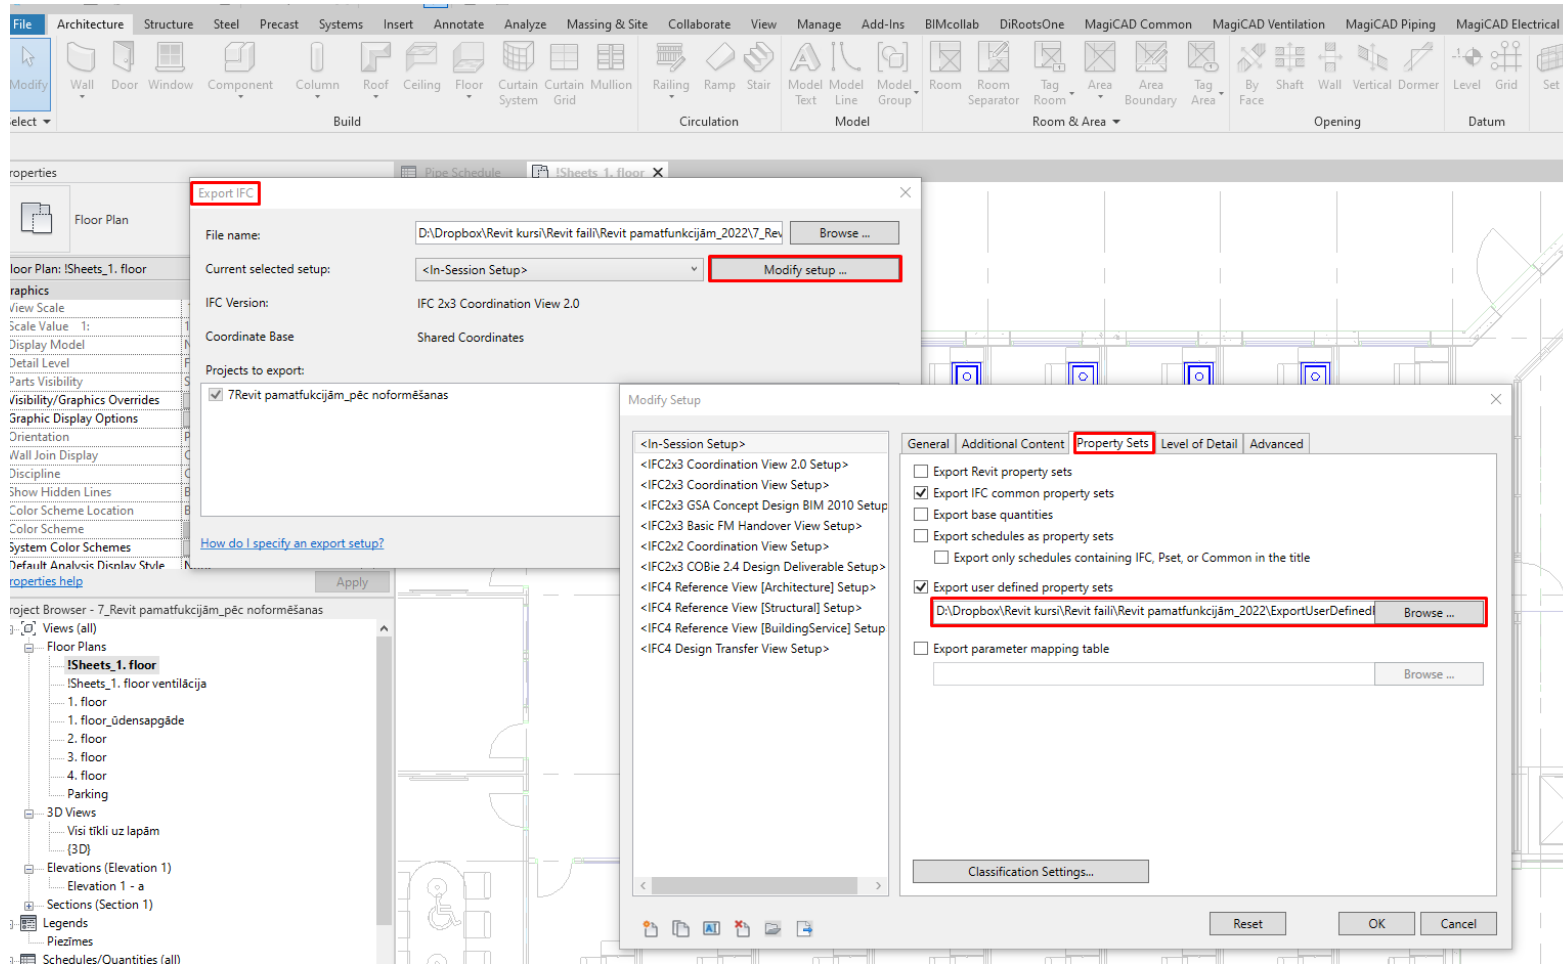 File Architecture Structure Steel Precast Systems Insert Annotate Analyze Massing & Site Collaborate View Manage Add-Ins BIMcollab DiRootsOne MagiCAD Common MagiCAD Ventilation MagiCAD Piping MagiCAD Electrical
Modify Wall Door Window Component Column Roof Ceiling Floor Curtain System Curtain Grid Mullion Railing Ramp Stair Model Text Model Line Model Group Room Room Separator Tag Room Area Area Boundary Tag Area By Face Shaft Wall Vertical Dormer Level Grid Set
elect Build Circulation Model Room & Area Opening Datum
roperties
Pipe Schedule !Sheets_1. floor
Floor Plan
loor Plan: !Sheets_1. floor
raphics
View Scale
Scale Value 1:
Display Model
Detail Level
Parts Visibility
Visibility/Graphics Overrides
Graphic Display Options
Orientation
Wall Join Display
Discipline
Show Hidden Lines
Color Scheme Location
Color Scheme
System Color Schemes
Default Analysis Display Style
roperties help
Apply
roject Browser - 7_Revit pamatfukcijām_pēc noformēšanas
Views (all)
Floor Plans
!Sheets_1. floor
!Sheets_1. floor ventilācija
1. floor
1. floor_ūdensapgāde
2. floor
3. floor
4. floor
Parking
3D Views
Visi tīkli uz lapām
{3D}
Elevations (Elevation 1)
Elevation 1 - a
Sections (Section 1)
Legends
Piezīmes
Schedules/Quantities (all)
Export IFC
File name: D:\Dropbox\Revit kursi\Revit faili\Revit pamatfunkcijām_2022\7_Rev Browse ...
Current selected setup: <In-Session Setup> Modify setup ...
IFC Version: IFC 2x3 Coordination View 2.0
Coordinate Base Shared Coordinates
Projects to export:
7Revit pamatfukcijām_pēc noformēšanas
How do I specify an export setup?
Modify Setup
<In-Session Setup>
<IFC2x3 Coordination View 2.0 Setup>
<IFC2x3 Coordination View Setup>
<IFC2x3 GSA Concept Design BIM 2010 Setup
<IFC2x3 Basic FM Handover View Setup>
<IFC2x2 Coordination View Setup>
<IFC2x3 COBie 2.4 Design Deliverable Setup>
<IFC4 Reference View [Architecture] Setup>
<IFC4 Reference View [Structural] Setup>
<IFC4 Reference View [BuildingService] Setup
<IFC4 Design Transfer View Setup>
General Additional Content Property Sets Level of Detail Advanced
Export Revit property sets
Export IFC common property sets
Export base quantities
Export schedules as property sets
Export only schedules containing IFC, Pset, or Common in the title
Export user defined property sets
D:\Dropbox\Revit kursi\Revit faili\Revit pamatfunkcijām_2022\ExportUserDefined Browse ...
Export parameter mapping table
Browse ...
Classification Settings...
Reset OK Cancel